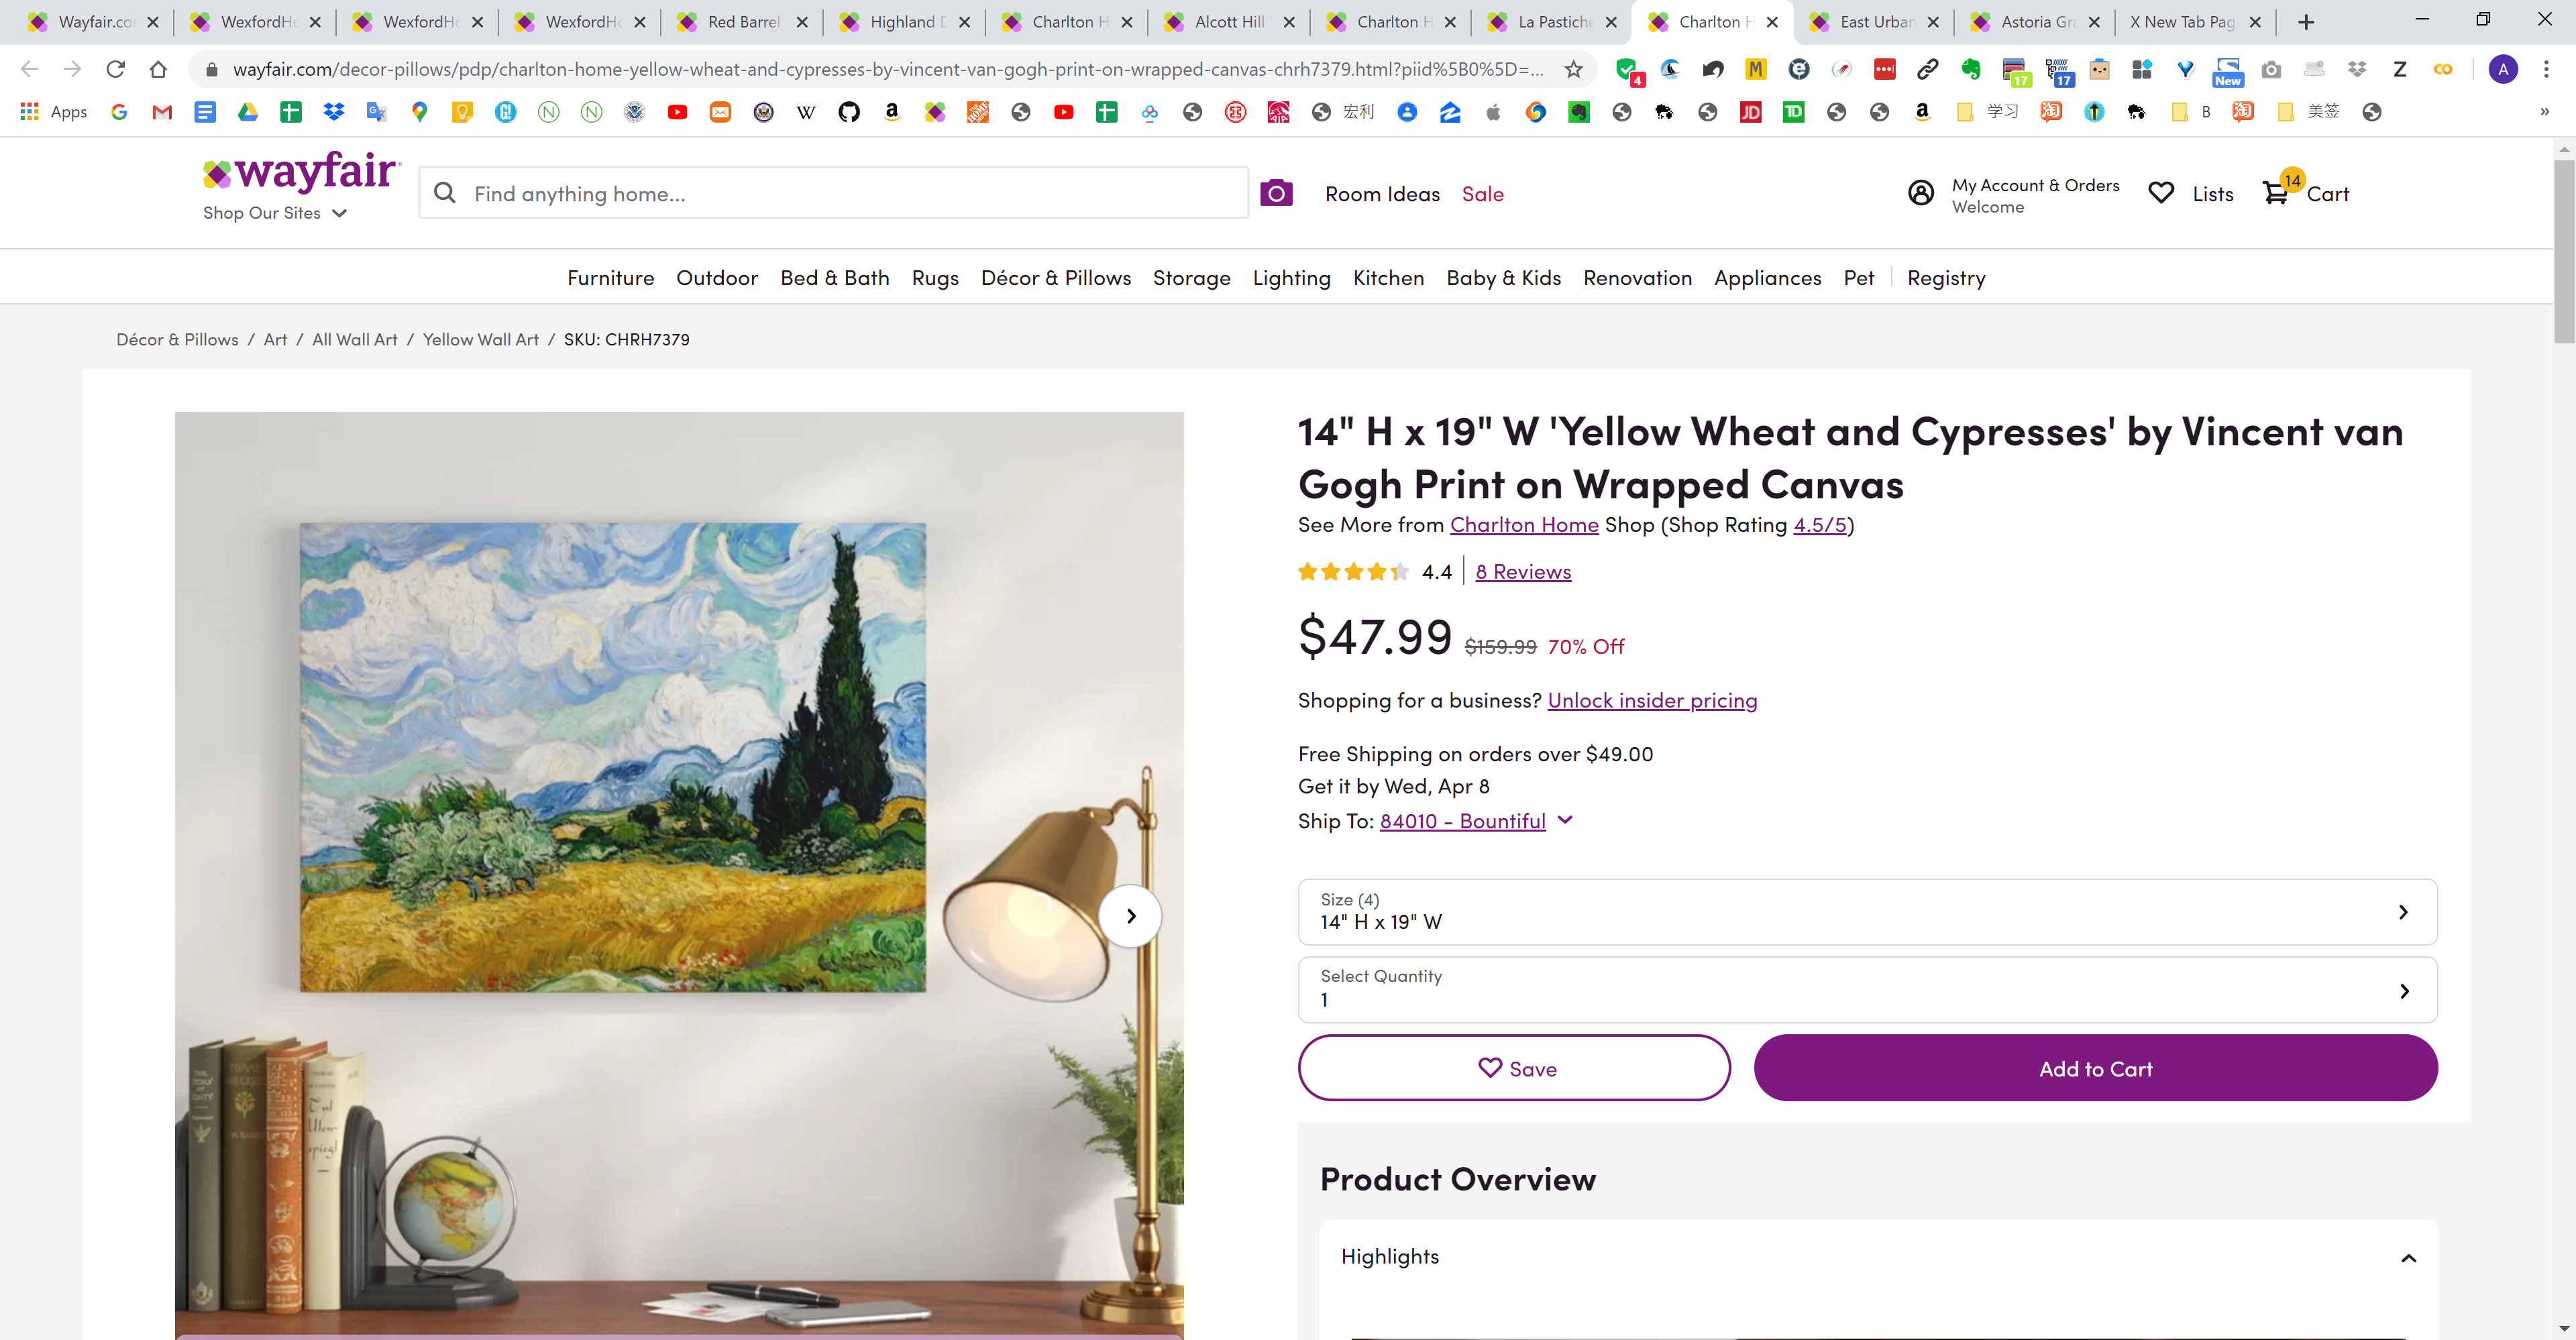 Wayfair.co
WexfordHo
WexfordHo
WexfordHo
Red Barrel
Highland D
Charlton H
Alcott Hill
Charlton H
La Pastiche
Charlton H
East Urban
Astoria Gra
X New Tab Pag
wayfair.com/decor-pillows/pdp/charlton-home-yellow-wheat-and-cypresses-by-vincent-van-gogh-print-on-wrapped-canvas-chrh7379.html?piid%5B0%5D=...
4
17
17
New
A
Apps
宏利
学习
B
美签
wayfair
Shop Our Sites
Find anything home...
Room Ideas
Sale
My Account & Orders
Welcome
Lists
14
Cart
Furniture Outdoor Bed & Bath Rugs Décor & Pillows Storage Lighting Kitchen Baby & Kids Renovation Appliances Pet Registry
Décor & Pillows / Art / All Wall Art / Yellow Wall Art / SKU: CHRH7379
14" H x 19" W 'Yellow Wheat and Cypresses' by Vincent van
Gogh Print on Wrapped Canvas
See More from Charlton Home Shop (Shop Rating 4.5/5)
4.4 8 Reviews
$47.99 $159.99 70% Off
Shopping for a business? Unlock insider pricing
Free Shipping on orders over $49.00
Get it by Wed, Apr 8
Ship To: 84010 - Bountiful
Size (4)
14" H x 19" W
Select Quantity
1
Save
Add to Cart
Product Overview
Highlights